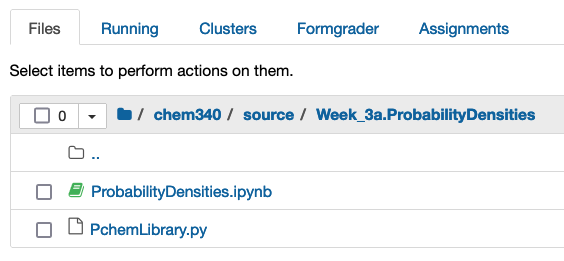 Files Running Clusters Formgrader Assignments
Select items to perform actions on them.
0 / chem340 / source / Week_3a.ProbabilityDensities
..
ProbabilityDensities.ipynb
PchemLibrary.py